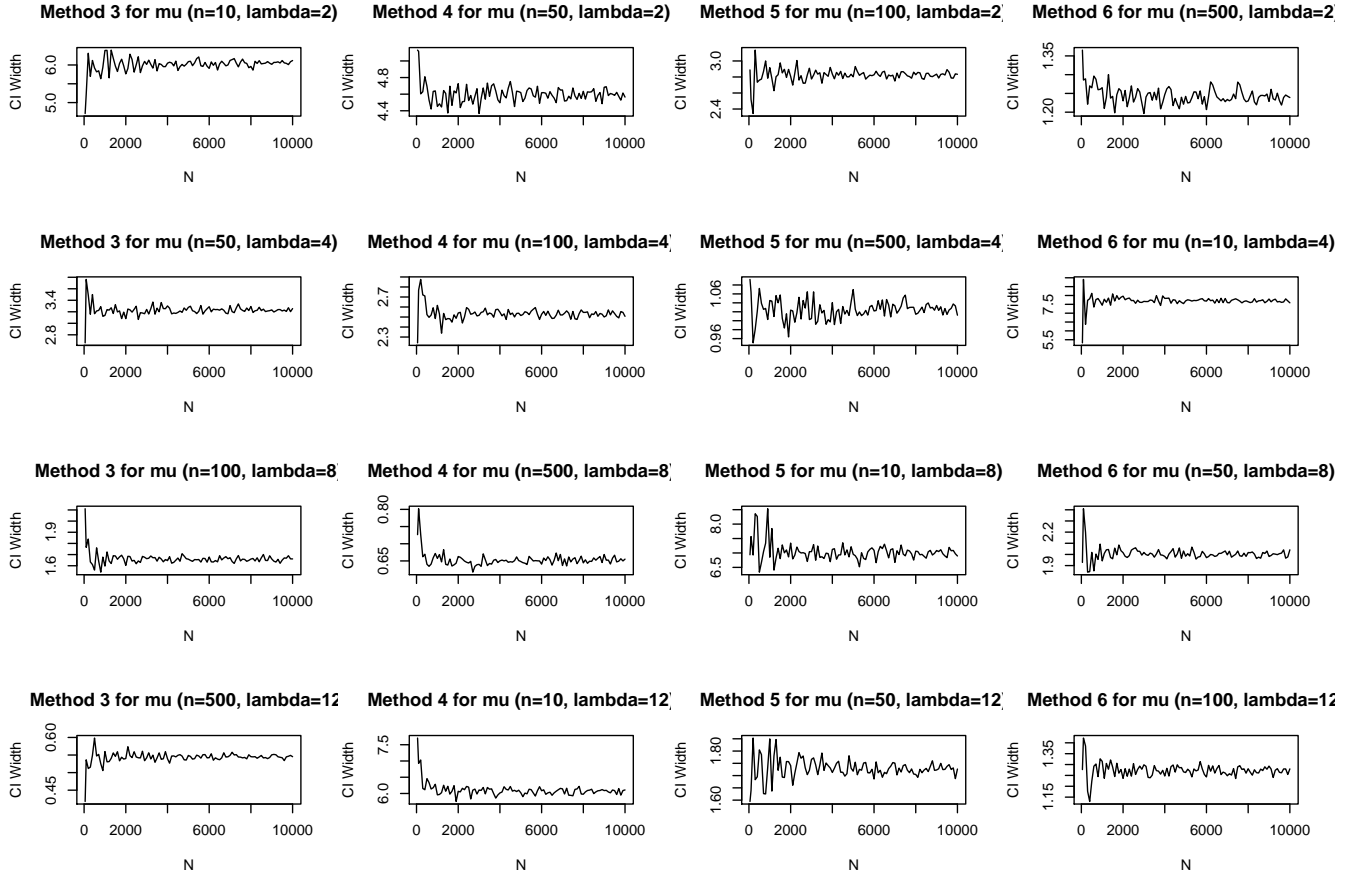 Method 3 for mu (n=10, lambda=2)
CI Width
6.0
5.0
0 2000 6000 10000
N
Method 4 for mu (n=50, lambda=2)
CI Width
4.8
4.4
0 2000 6000 10000
N
Method 5 for mu (n=100, lambda=2
CI Width
3.0
2.4
0 2000 6000 10000
N
Method 6 for mu (n=500, lambda=2
CI Width
1.35
1.20
0 2000 6000 10000
N
Method 3 for mu (n=50, lambda=4)
CI Width
3.4
2.8
0 2000 6000 10000
N
Method 4 for mu (n=100, lambda=4)
CI Width
2.7
2.3
0 2000 6000 10000
N
Method 5 for mu (n=500, lambda=4
CI Width
1.06
0.96
0 2000 6000 10000
N
Method 6 for mu (n=10, lambda=4)
CI Width
7.5
5.5
0 2000 6000 10000
N
Method 3 for mu (n=100, lambda=8)
CI Width
1.9
1.6
0 2000 6000 10000
N
Method 4 for mu (n=500, lambda=8)
CI Width
0.80
0.65
0 2000 6000 10000
N
Method 5 for mu (n=10, lambda=8)
CI Width
8.0
6.5
0 2000 6000 10000
N
Method 6 for mu (n=50, lambda=8)
CI Width
2.2
1.9
0 2000 6000 10000
N
Method 3 for mu (n=500, lambda=12
CI Width
0.60
0.45
0 2000 6000 10000
N
Method 4 for mu (n=10, lambda=12)
CI Width
7.5
6.0
0 2000 6000 10000
N
Method 5 for mu (n=50, lambda=12)
CI Width
1.80
1.60
0 2000 6000 10000
N
Method 6 for mu (n=100, lambda=12
CI Width
1.35
1.15
0 2000 6000 10000
N